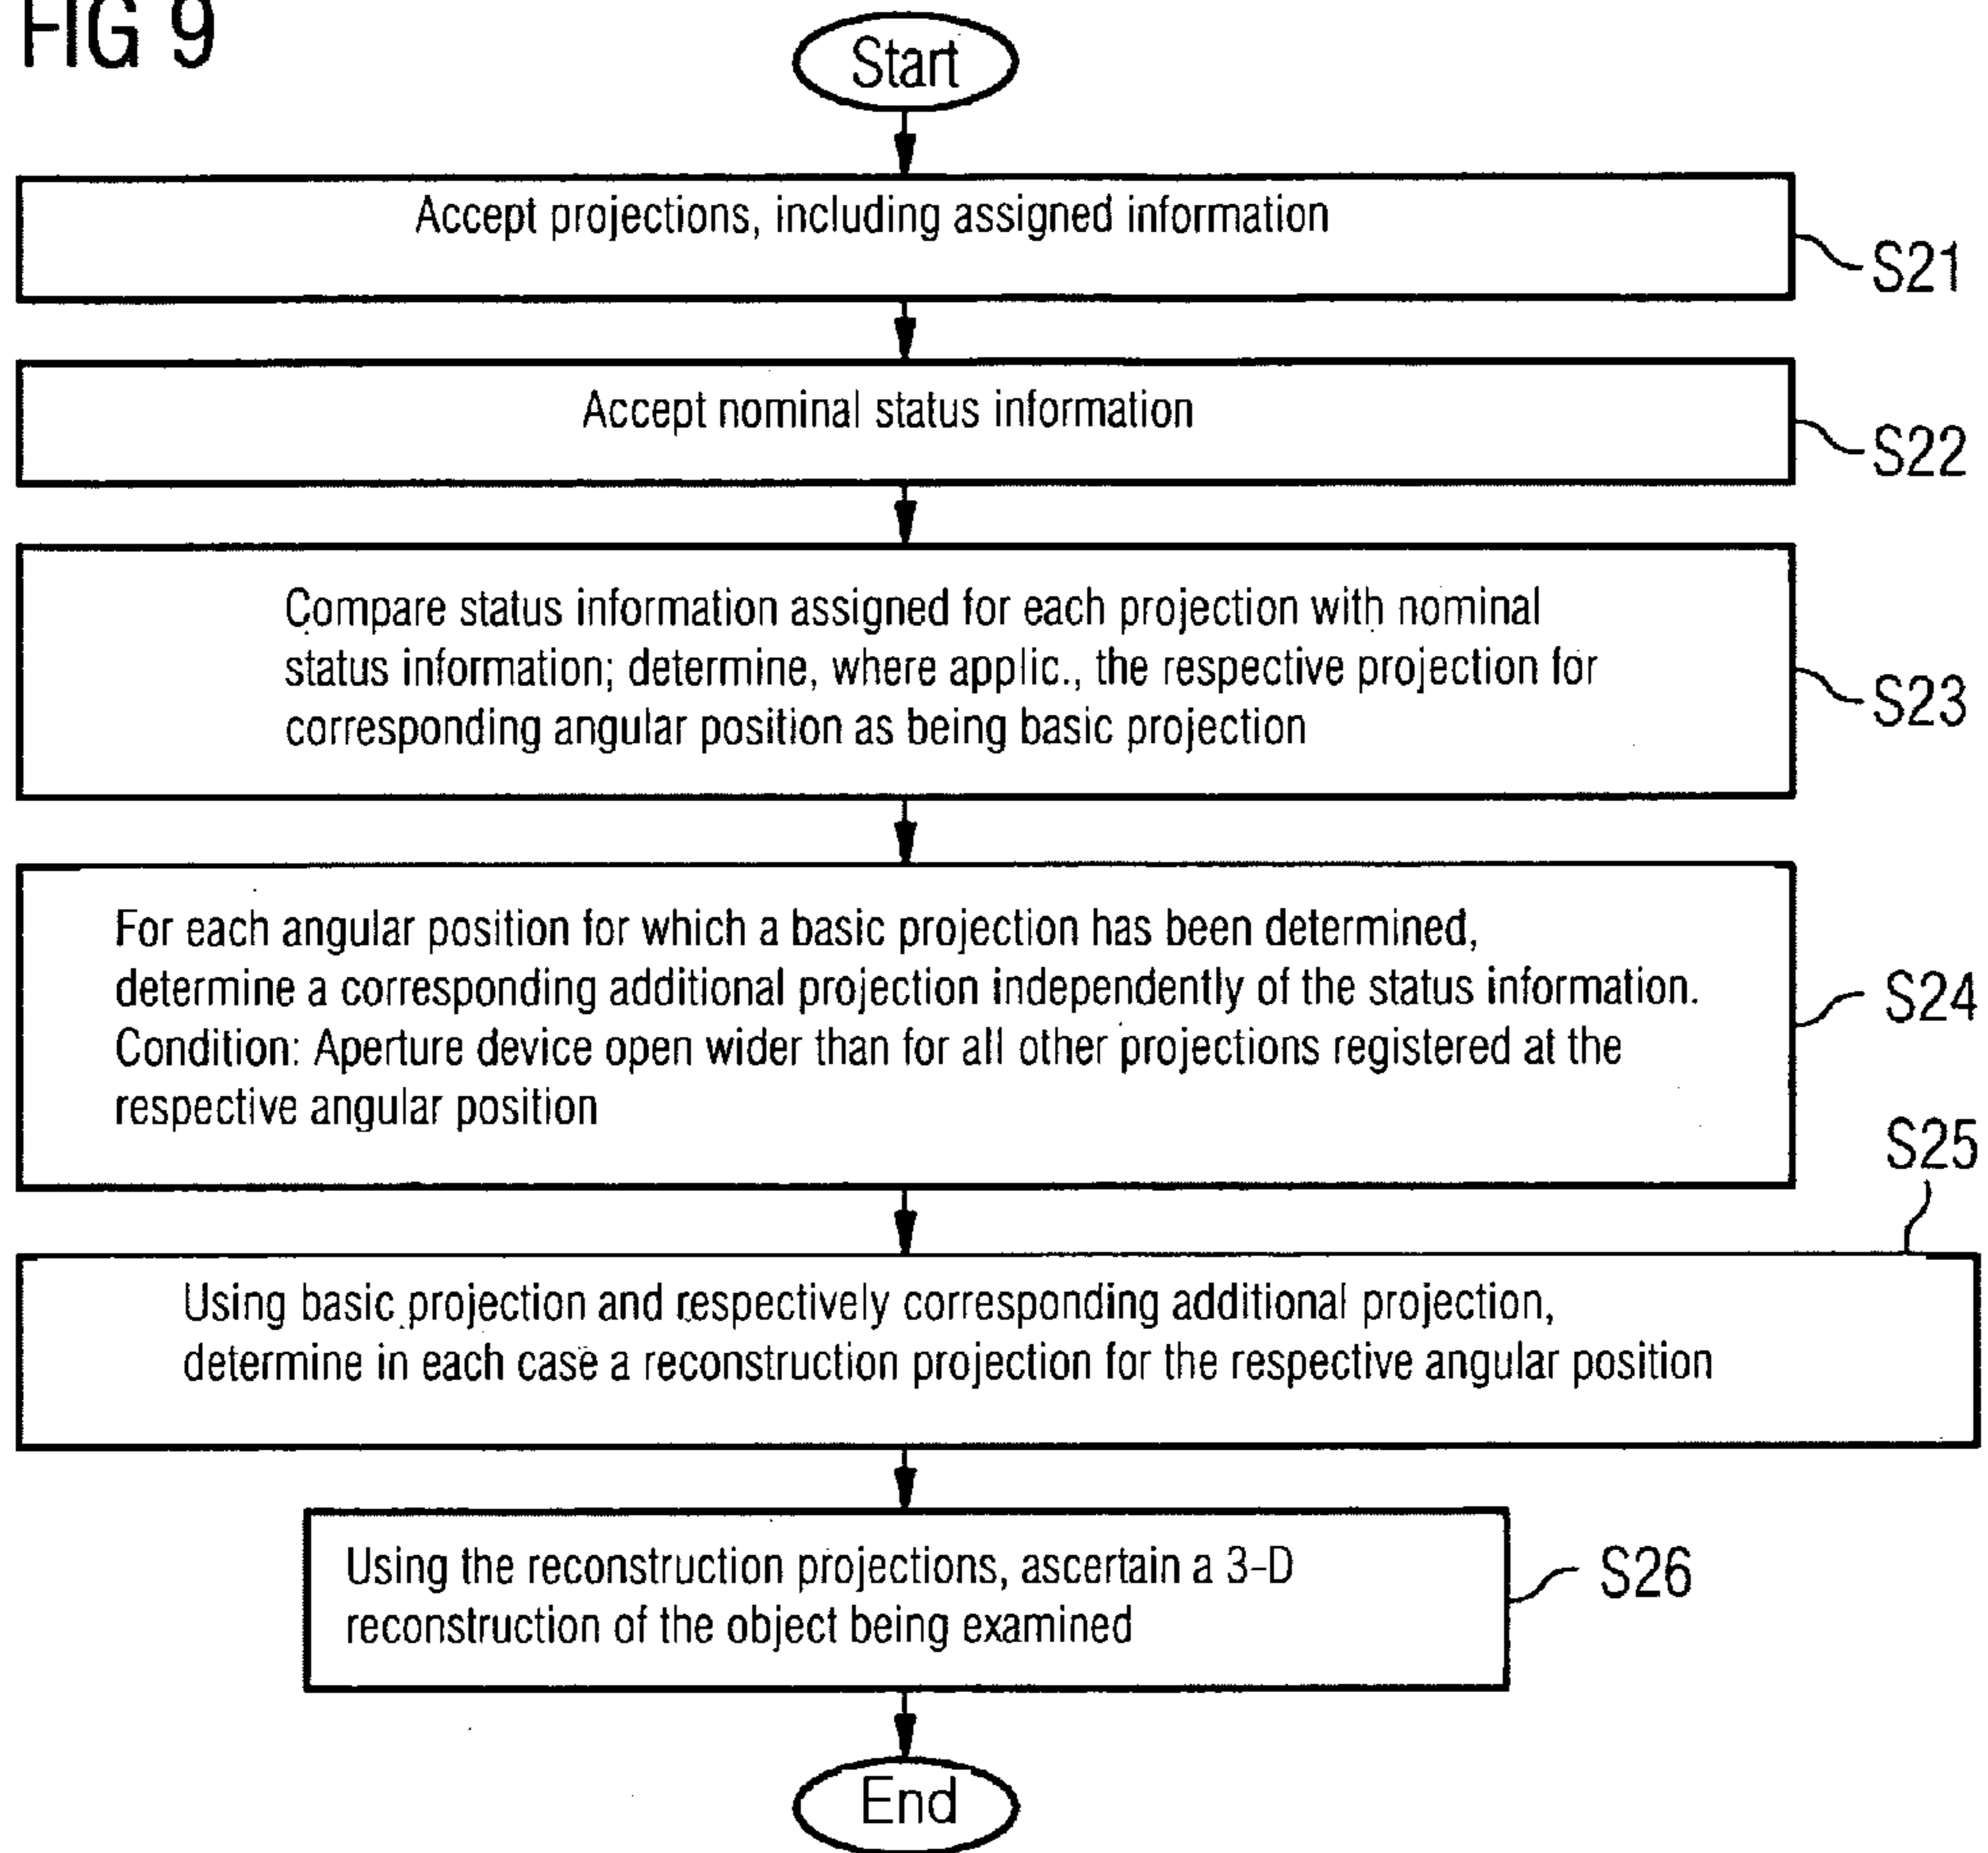 FIG 9
Start
Accept projections, including assigned information
S21
Accept nominal status information
S22
Compare status information assigned for each projection with nominal
status information; determine, where applic., the respective projection for
corresponding angular position as being basic projection
S23
For each angular position for which a basic projection has been determined,
determine a corresponding additional projection independently of the status information.
Condition: Aperture device open wider than for all other projections registered at the
respective angular position
S24
S25
Using basic projection and respectively corresponding additional projection,
determine in each case a reconstruction projection for the respective angular position
Using the reconstruction projections, ascertain a 3-D
reconstruction of the object being examined
S26
End